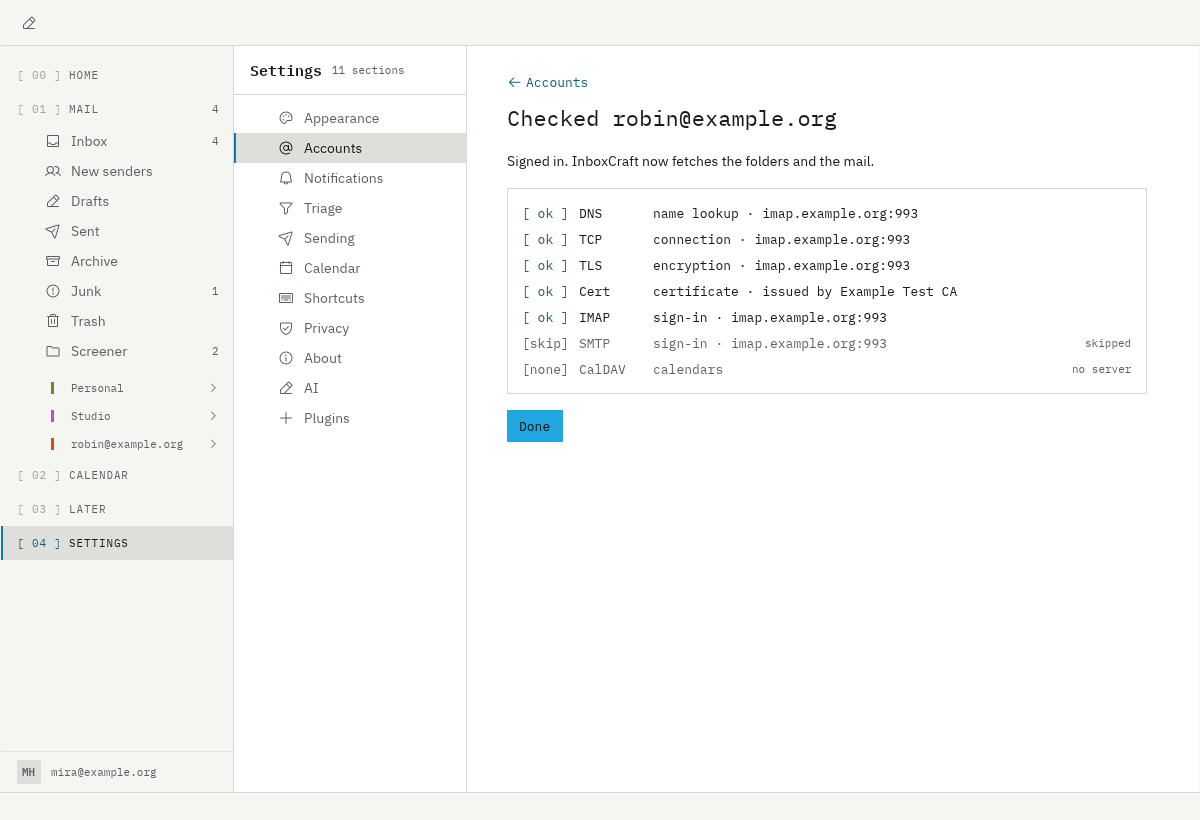 [ 00 ] HOME
[ 01 ] MAIL 4
Inbox 4
New senders
Drafts
Sent
Archive
Junk 1
Trash
Screener 2
Personal
Studio
robin@example.org
[ 02 ] CALENDAR
[ 03 ] LATER
[ 04 ] SETTINGS
MH mira@example.org
Settings 11 sections
Appearance
Accounts
Notifications
Triage
Sending
Calendar
Shortcuts
Privacy
About
AI
Plugins
← Accounts
Checked robin@example.org
Signed in. InboxCraft now fetches the folders and the mail.
[ ok ] DNS name lookup · imap.example.org:993
[ ok ] TCP connection · imap.example.org:993
[ ok ] TLS encryption · imap.example.org:993
[ ok ] Cert certificate · issued by Example Test CA
[ ok ] IMAP sign-in · imap.example.org:993
[skip] SMTP sign-in · imap.example.org:993 skipped
[none] CalDAV calendars no server
Done